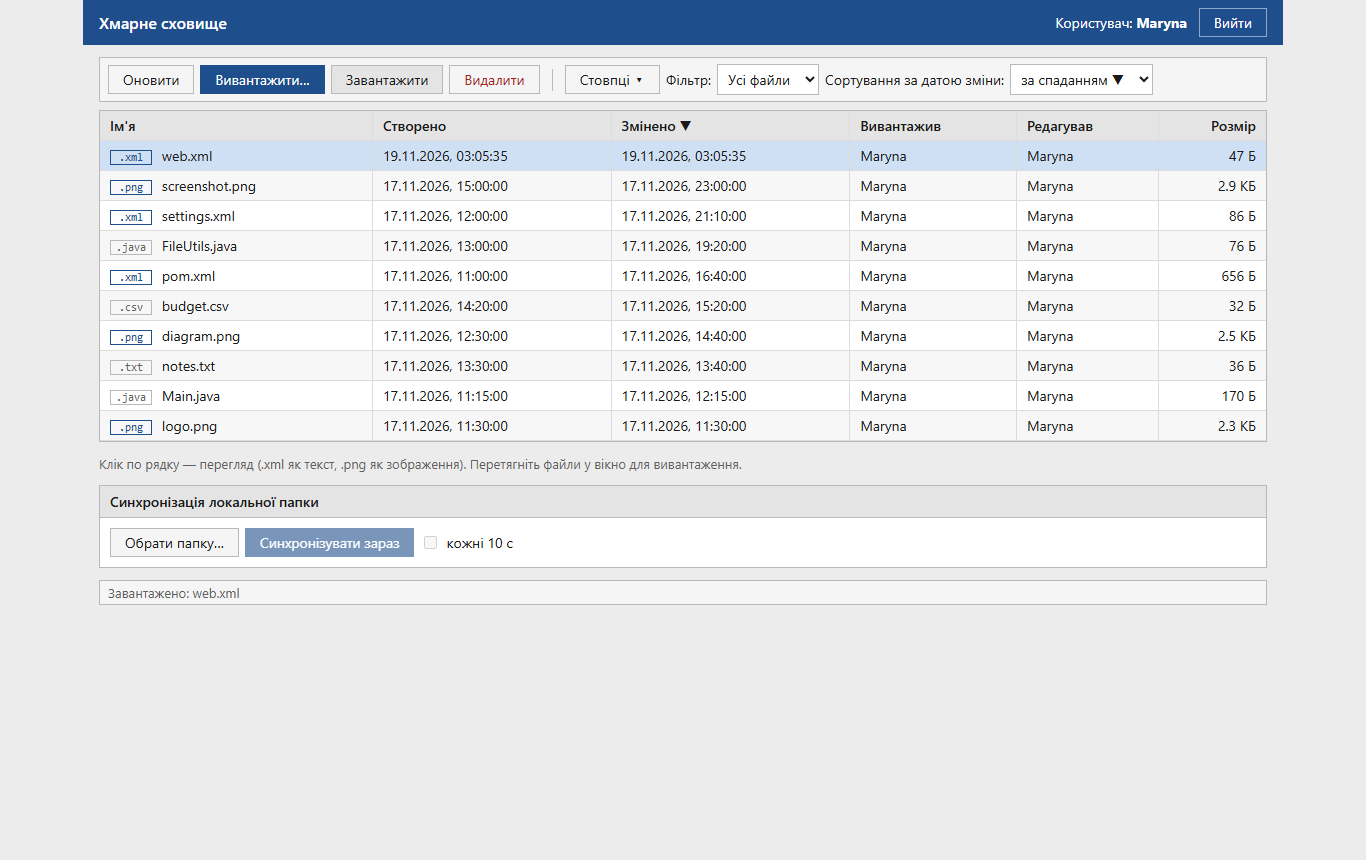 Хмарне сховище Користувач: Maryna Вийти
Оновити Вивантажити... Завантажити Видалити Стовпці ▾ Фільтр: Усі файли Сортування за датою зміни: за спаданням ▼
Ім'я Створено Змінено ▼ Вивантажив Редагував Розмір
.xml web.xml 19.11.2026, 03:05:35 19.11.2026, 03:05:35 Maryna Maryna 47 Б
.png screenshot.png 17.11.2026, 15:00:00 17.11.2026, 23:00:00 Maryna Maryna 2.9 КБ
.xml settings.xml 17.11.2026, 12:00:00 17.11.2026, 21:10:00 Maryna Maryna 86 Б
.java FileUtils.java 17.11.2026, 13:00:00 17.11.2026, 19:20:00 Maryna Maryna 76 Б
.xml pom.xml 17.11.2026, 11:00:00 17.11.2026, 16:40:00 Maryna Maryna 656 Б
.csv budget.csv 17.11.2026, 14:20:00 17.11.2026, 15:20:00 Maryna Maryna 32 Б
.png diagram.png 17.11.2026, 12:30:00 17.11.2026, 14:40:00 Maryna Maryna 2.5 КБ
.txt notes.txt 17.11.2026, 13:30:00 17.11.2026, 13:40:00 Maryna Maryna 36 Б
.java Main.java 17.11.2026, 11:15:00 17.11.2026, 12:15:00 Maryna Maryna 170 Б
.png logo.png 17.11.2026, 11:30:00 17.11.2026, 11:30:00 Maryna Maryna 2.3 КБ
Клік по рядку — перегляд (.xml як текст, .png як зображення). Перетягніть файли у вікно для вивантаження.
Синхронізація локальної папки
Обрати папку... Синхронізувати зараз кожні 10 с
Завантажено: web.xml